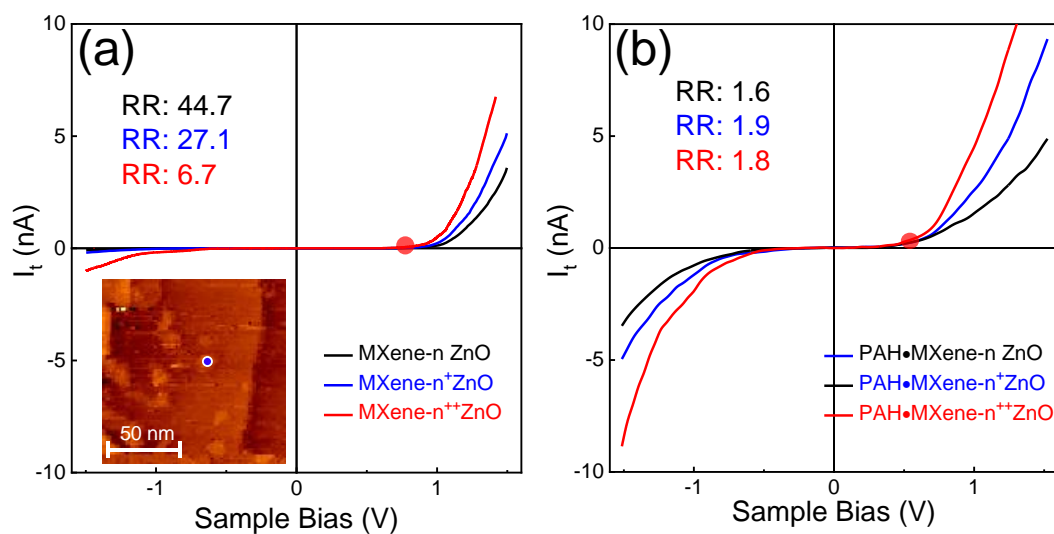 (a)
RR: 44.7
RR: 27.1
RR: 6.7
10
5
0
-5
-10
I_t (nA)
50 nm
MXene-n ZnO
MXene-n⁺ZnO
MXene-n⁺⁺ZnO
-1
0
1
Sample Bias (V)
(b)
RR: 1.6
RR: 1.9
RR: 1.8
10
5
0
-5
-10
I_t (nA)
PAH•MXene-n ZnO
PAH•MXene-n⁺ZnO
PAH•MXene-n⁺⁺ZnO
-1
0
1
Sample Bias (V)